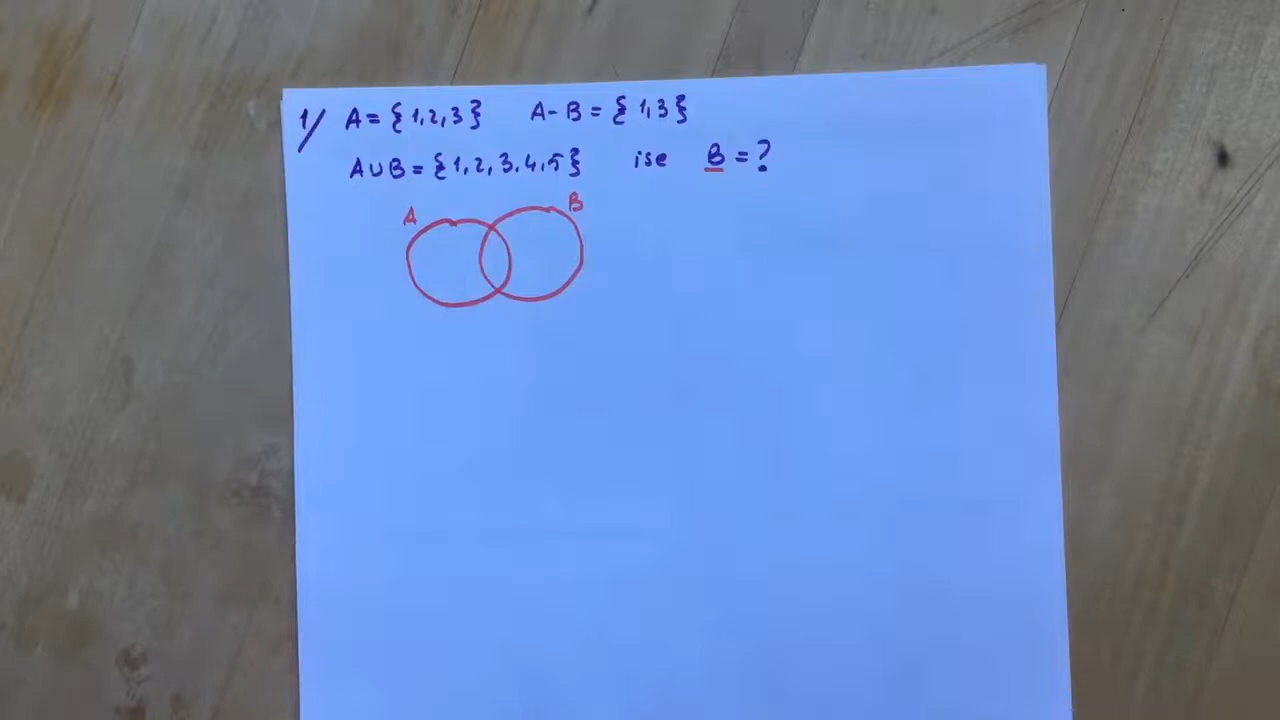 1/ A = {1,2,3} A - B = { 1,3}
A∪B = {1,2,3,4,5} ise B = ?
A B